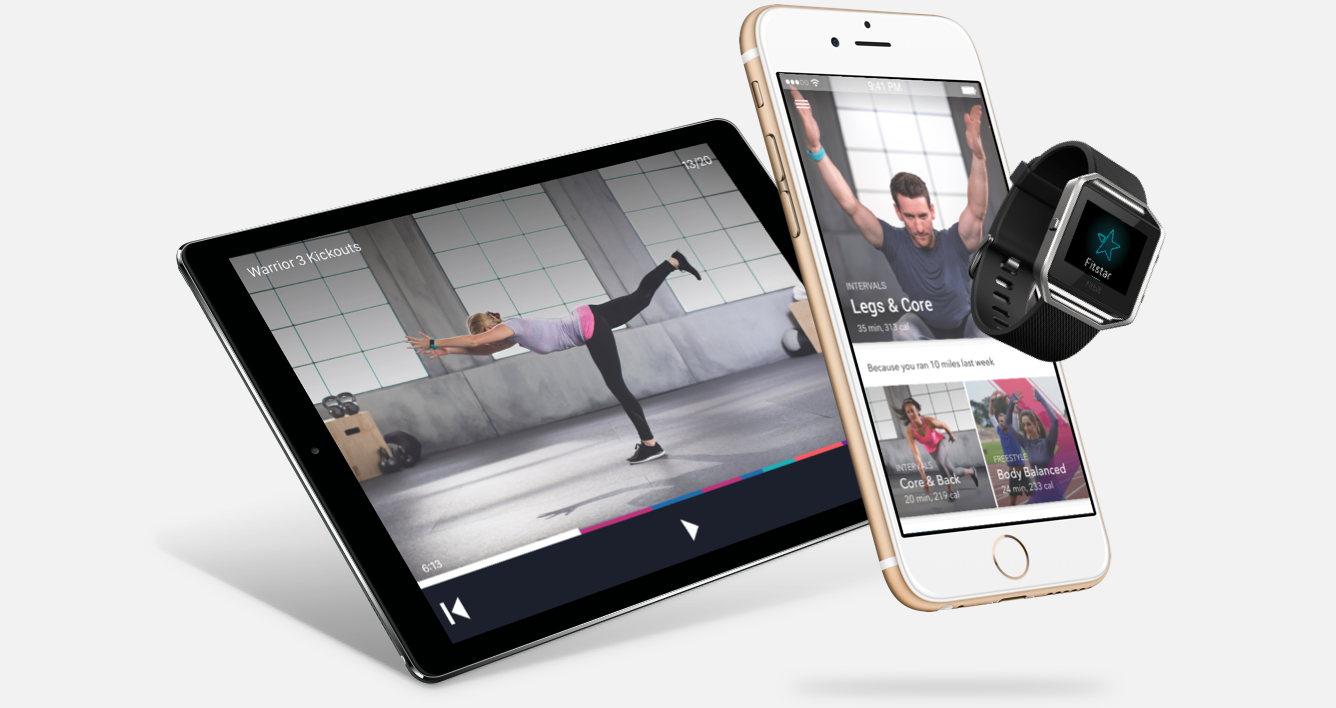 Warrior 3 Kickouts
13/20
6:13
9:41 PM
INTERVALS
Legs & Core
35 min, 313 cal
Because you ran 10 miles last week
INTERVALS
Core & Back
20 min, 219 cal
FREESTYLE
Body Balanced
24 min, 233 cal
Fitstar
fitbit